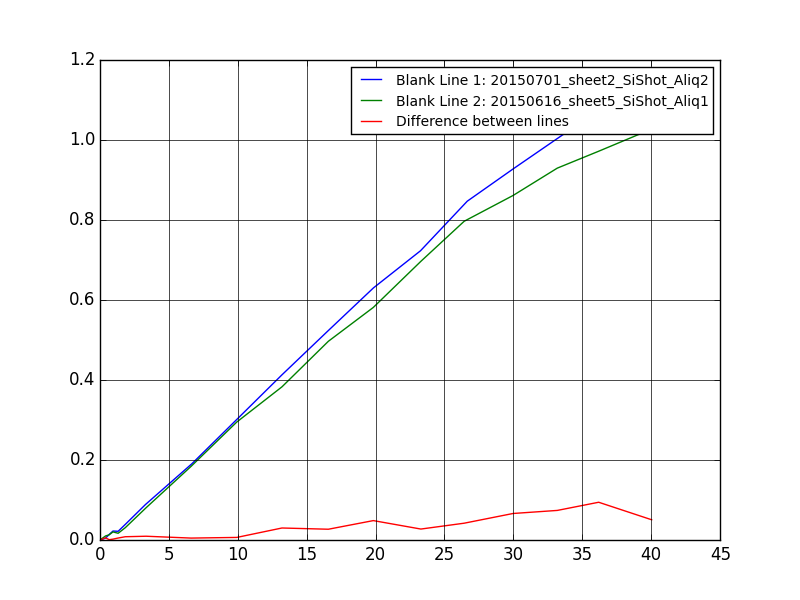 1.2
1.0
0.8
0.6
0.4
0.2
0.0
Blank Line 1: 20150701_sheet2_SiShot_Aliq2
Blank Line 2: 20150616_sheet5_SiShot_Aliq1
Difference between lines
0 5 10 15 20 25 30 35 40 45